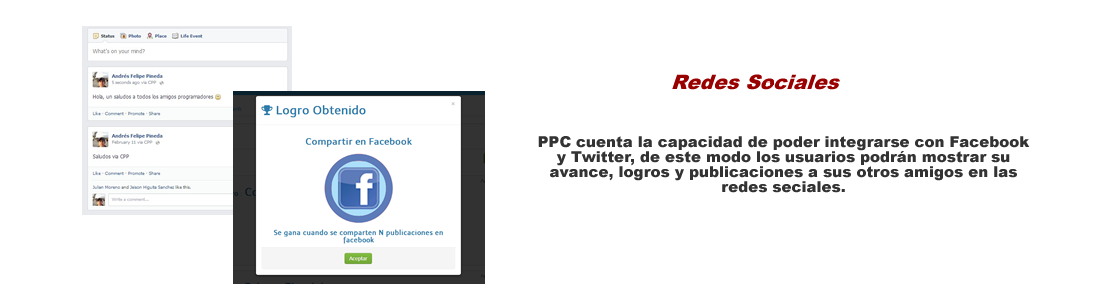 Status Photo Place Life Event
What's on your mind?
Andrés Felipe Pineda
5 seconds ago via CPP
Hola, un saludos a todos los amigos programadores
Like · Comment · Promote · Share
Andrés Felipe Pineda
February 11 via CPP
Saludos via CPP
Like · Comment · Promote · Share
Julian Moreno and Jeison Higuita Sanchez like this.
Write a comment...
Logro Obtenido
×
Compartir en Facebook
f
Se gana cuando se comparten N publicaciones en
facebook
Aceptar
Redes Sociales
PPC cuenta la capacidad de poder integrarse con Facebook
y Twitter, de este modo los usuarios podrán mostrar su
avance, logros y publicaciones a sus otros amigos en las
redes seciales.